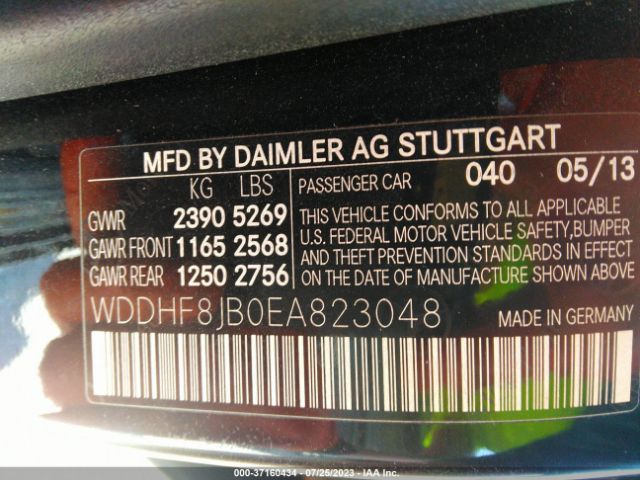 MFD BY DAIMLER AG STUTTGART
KG LBS
GVWR 2390 5269
GAWR FRONT 1165 2568
GAWR REAR 1250 2756
PASSENGER CAR 040 05/13
THIS VEHICLE CONFORMS TO ALL APPLICABLE
U.S. FEDERAL MOTOR VEHICLE SAFETY,BUMPER
AND THEFT PREVENTION STANDARDS IN EFFECT
ON THE DATE OF MANUFACTURE SHOWN ABOVE
WDDHF8JB0EA823048 MADE IN GERMANY
000-37160434 - 07/25/2023 - IAA Inc.